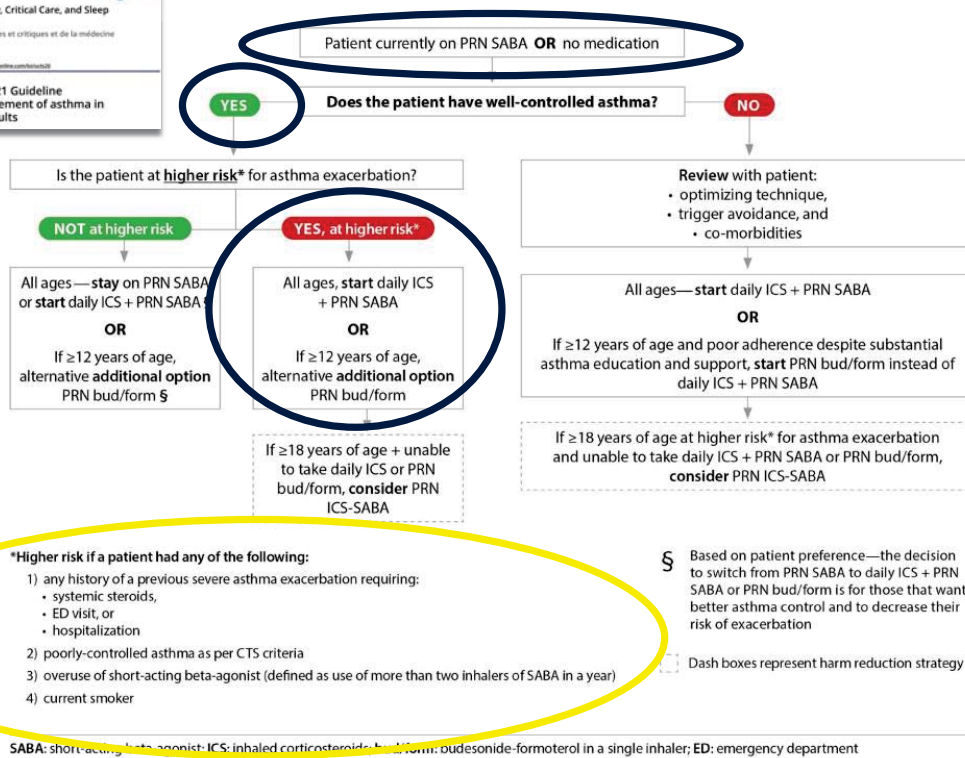 , Critical Care, and Sleep
es et critiques et de la médecine
21 Guideline
ement of asthma in
ults
Patient currently on PRN SABA OR no medication
YES
Does the patient have well-controlled asthma?
NO
Is the patient at higher risk* for asthma exacerbation?
NOT at higher risk
YES, at higher risk*
All ages—stay on PRN SABA
or start daily ICS + PRN SABA §
OR
If ≥12 years of age,
alternative additional option
PRN bud/form §
All ages, start daily ICS
+ PRN SABA
OR
If ≥12 years of age,
alternative additional option
PRN bud/form
If ≥18 years of age + unable
to take daily ICS or PRN
bud/form, consider PRN
ICS-SABA
Review with patient:
• optimizing technique,
• trigger avoidance, and
• co-morbidities
All ages—start daily ICS + PRN SABA
OR
If ≥12 years of age and poor adherence despite substantial
asthma education and support, start PRN bud/form instead of
daily ICS + PRN SABA
If ≥18 years of age at higher risk* for asthma exacerbation
and unable to take daily ICS + PRN SABA or PRN bud/form,
consider PRN ICS-SABA
*Higher risk if a patient had any of the following:
1) any history of a previous severe asthma exacerbation requiring:
• systemic steroids,
• ED visit, or
• hospitalization
2) poorly-controlled asthma as per CTS criteria
3) overuse of short-acting beta-agonist (defined as use of more than two inhalers of SABA in a year)
4) current smoker
§ Based on patient preference—the decision
to switch from PRN SABA to daily ICS + PRN
SABA or PRN bud/form is for those that want
better asthma control and to decrease their
risk of exacerbation
Dash boxes represent harm reduction strategy
SABA: short-acting beta-agonist; ICS: inhaled corticosteroids; bud/form: budesonide-formoterol in a single inhaler; ED: emergency department